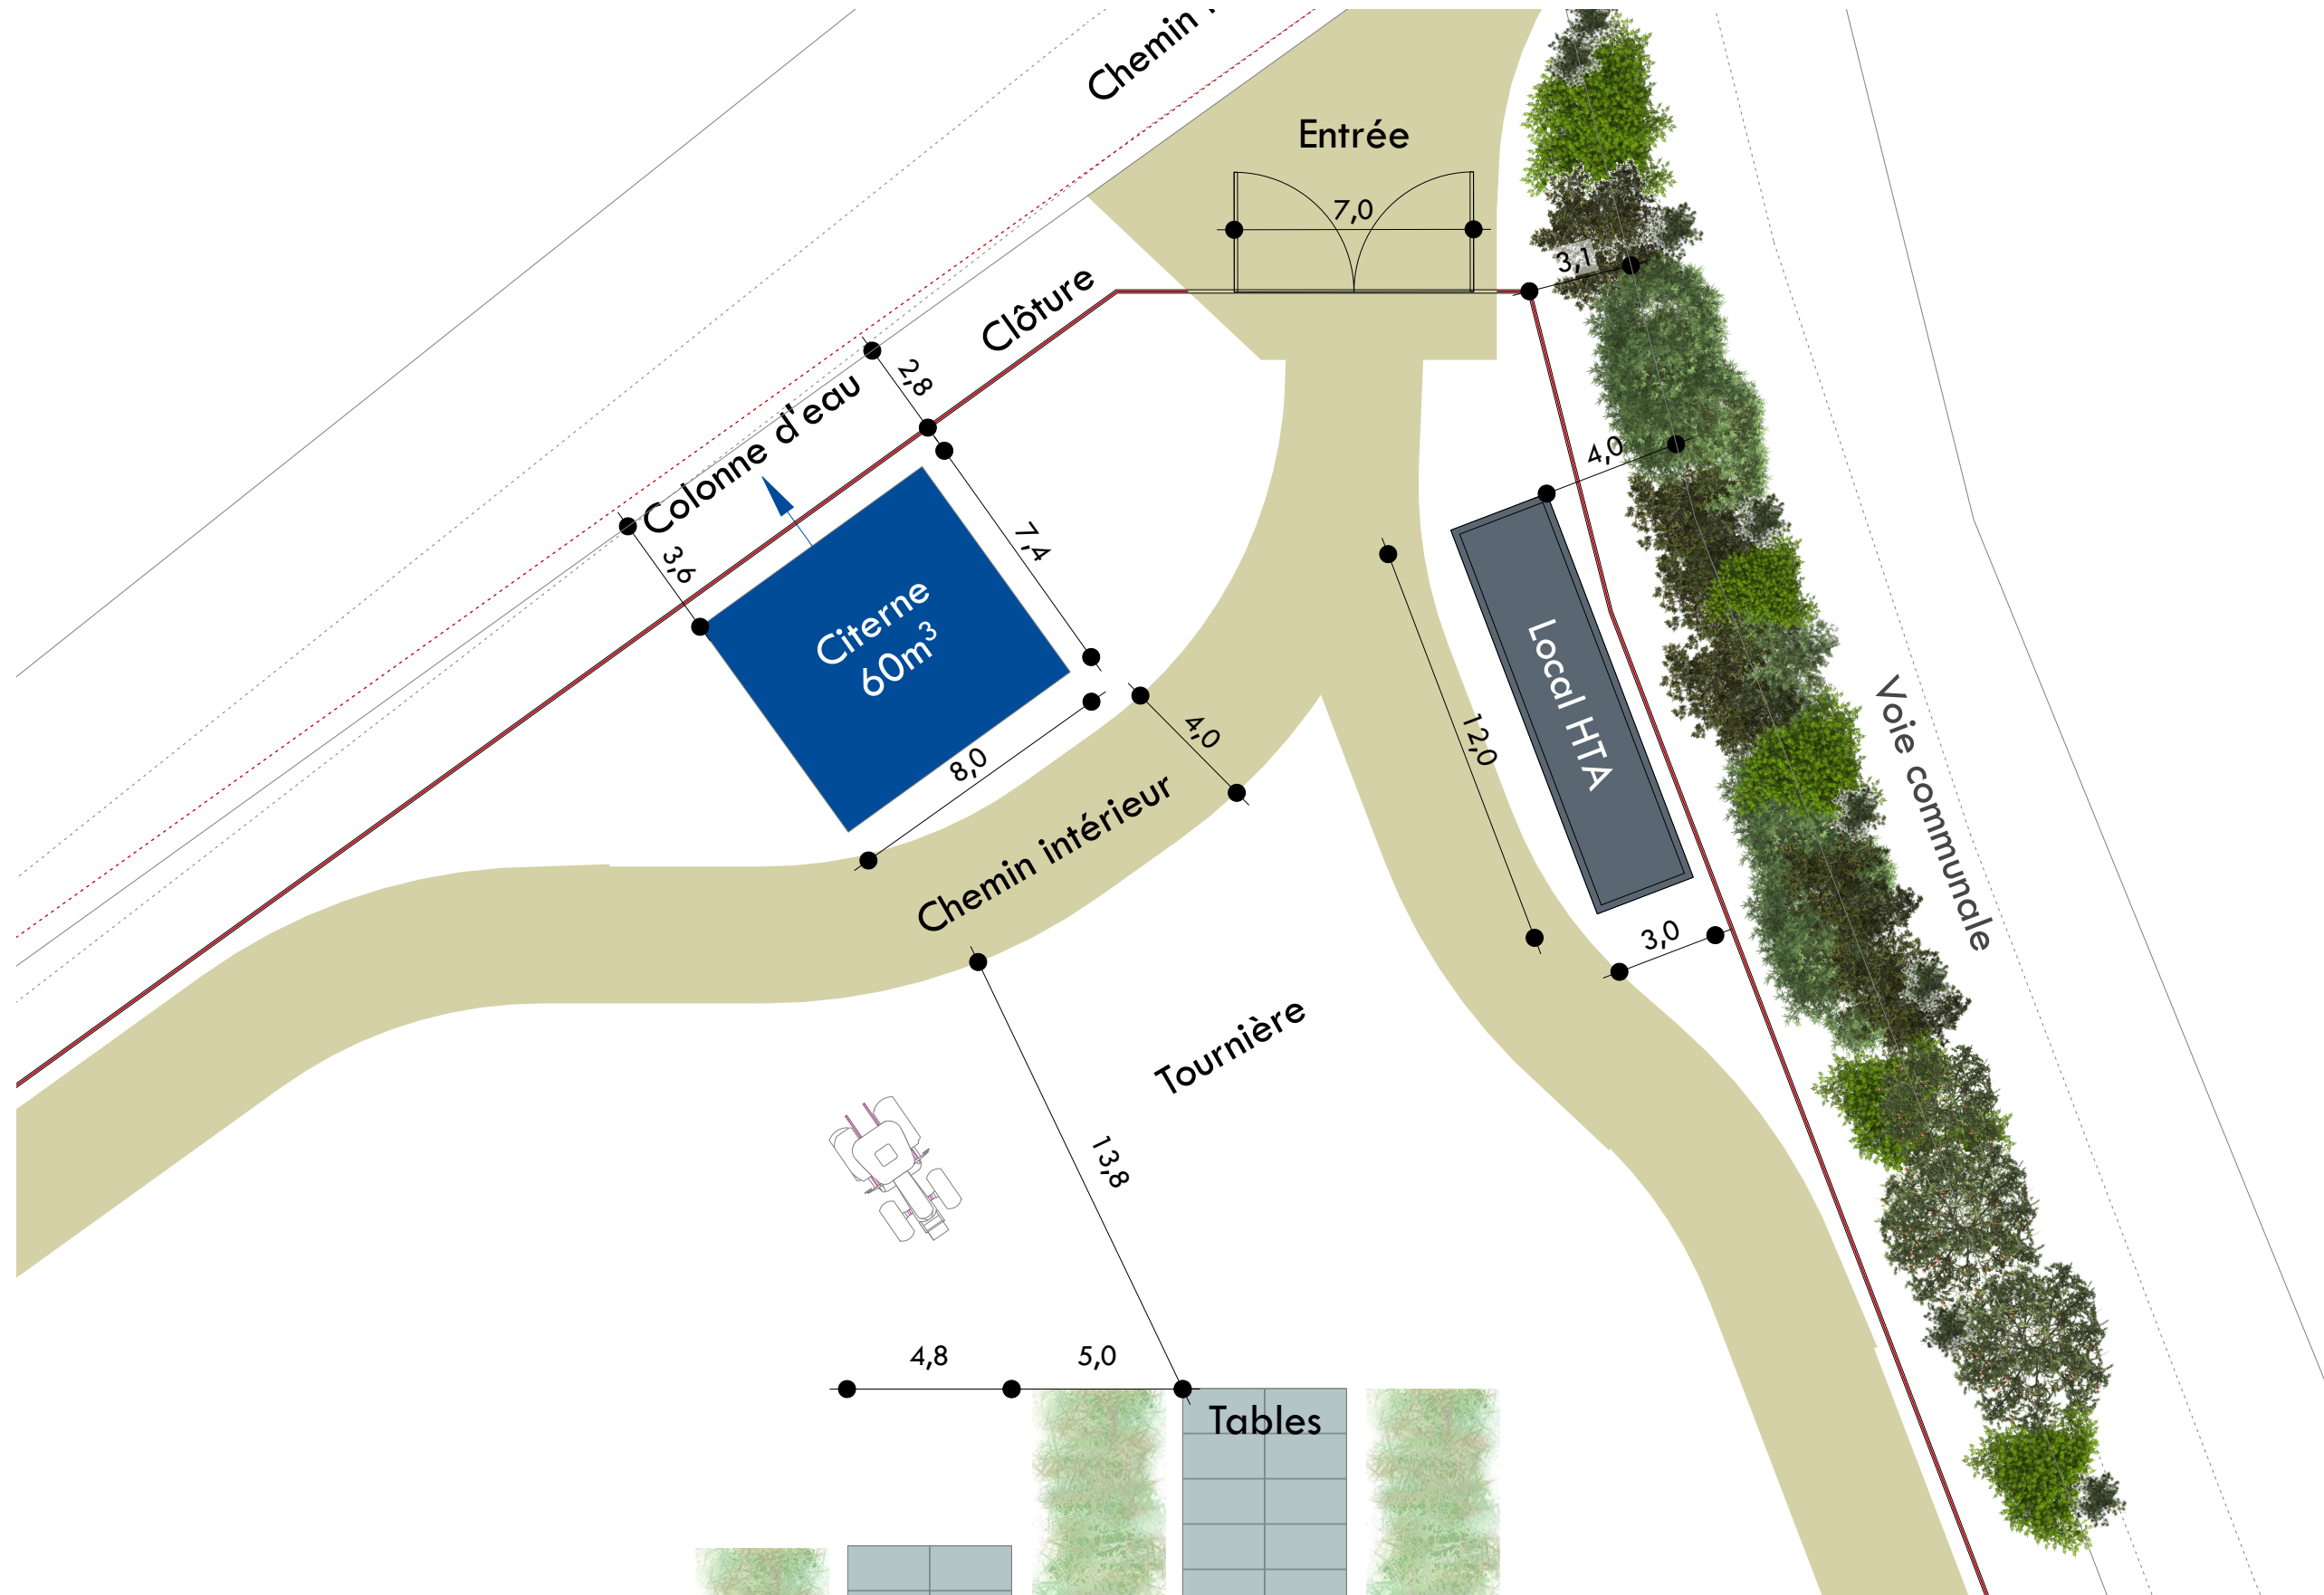 Chemin
Entrée
7,0
3,1
Clôture
2,8
Colonne d'eau
4,0
3,6
7,4
Citerne
60m³
Local HTA
12,0
4,0
8,0
Voie communale
Chemin intérieur
3,0
Tournière
13,8
4,8
5,0
Tables